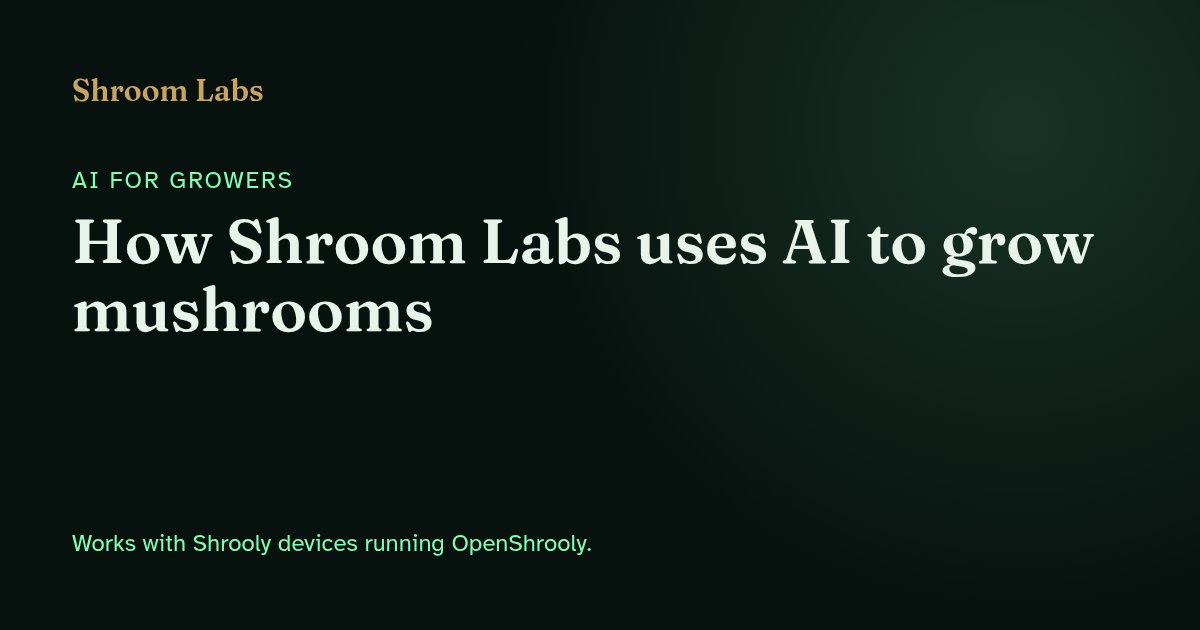 Shroom Labs
AI FOR GROWERS
How Shroom Labs uses AI to grow
mushrooms
Works with Shrooly devices running OpenShrooly.